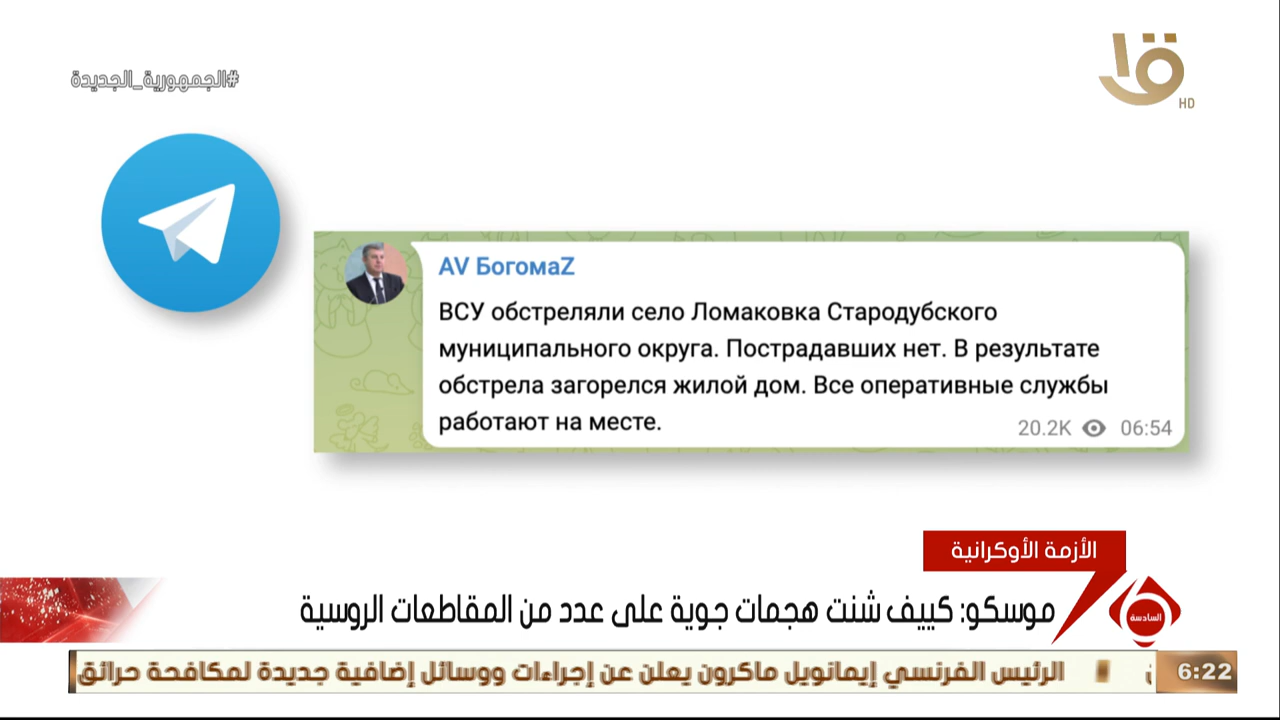 #الجمهورية_الجديدة
HD
AV БогомаZ
ВСУ обстреляли село Ломаковка Стародубского
муниципального округа. Пострадавших нет. В результате
обстрела загорелся жилой дом. Все оперативные службы
работают на месте.
20.2K 06:54
الأزمة الأوكرانية
موسكو: كييف شنت هجمات جوية على عدد من المقاطعات الروسية
السادسة
الرئيس الفرنسي إيمانويل ماكرون يعلن عن إجراءات ووسائل إضافية جديدة لمكافحة حرائق
6:22